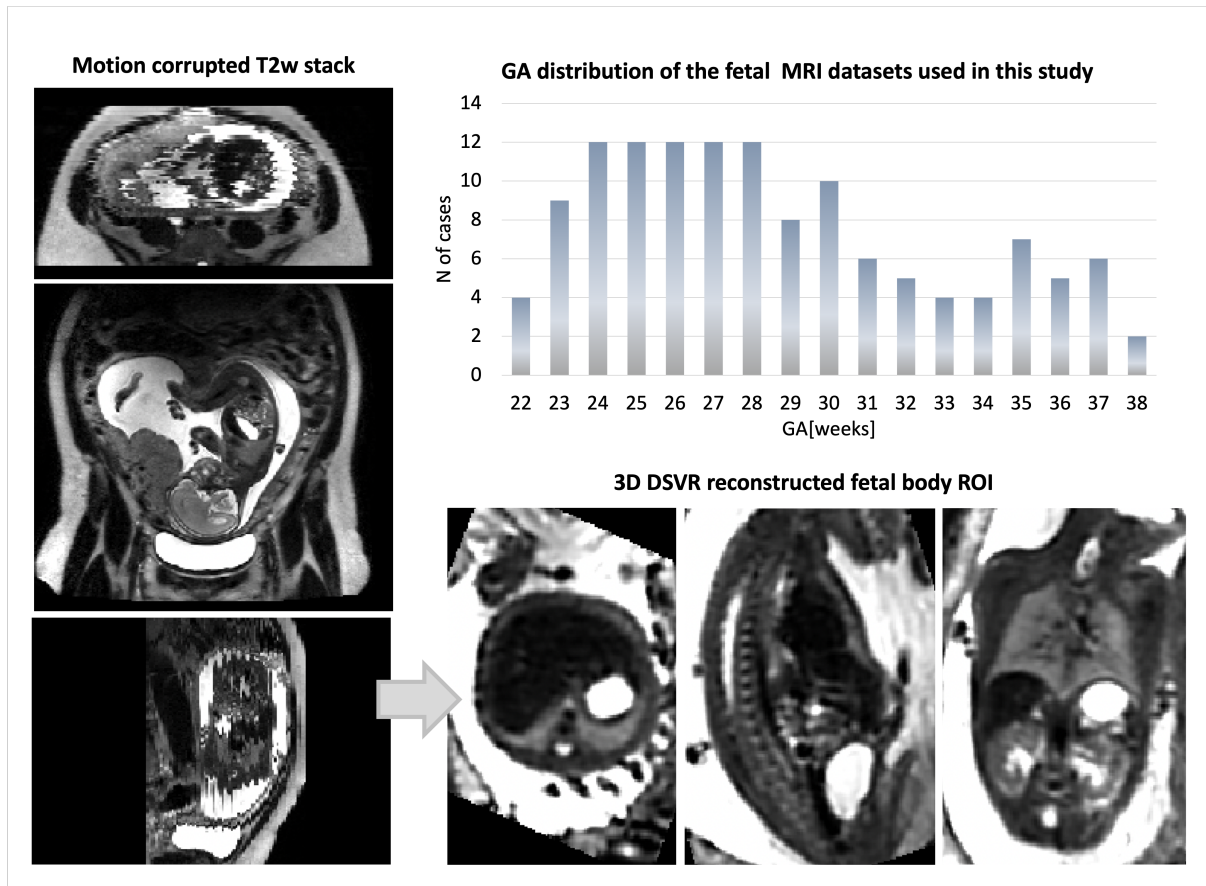 Motion corrupted T2w stack
GA distribution of the fetal  MRI datasets used in this study
N of cases
14
12
10
8
6
4
2
0
22 23 24 25 26 27 28 29 30 31 32 33 34 35 36 37 38
GA[weeks]
3D DSVR reconstructed fetal body ROI